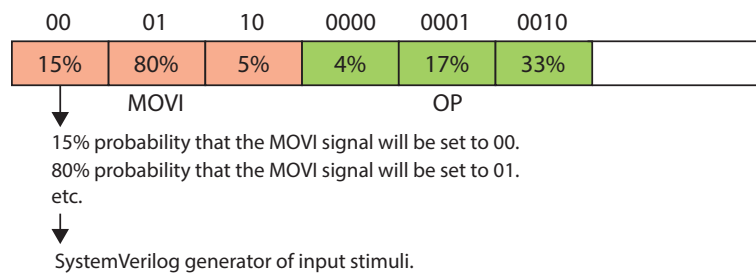 00 01 10 0000 0001 0010
15% 80% 5% 4% 17% 33%
MOVI OP
15% probability that the MOVI signal will be set to 00.
80% probability that the MOVI signal will be set to 01.
etc.
SystemVerilog generator of input stimuli.